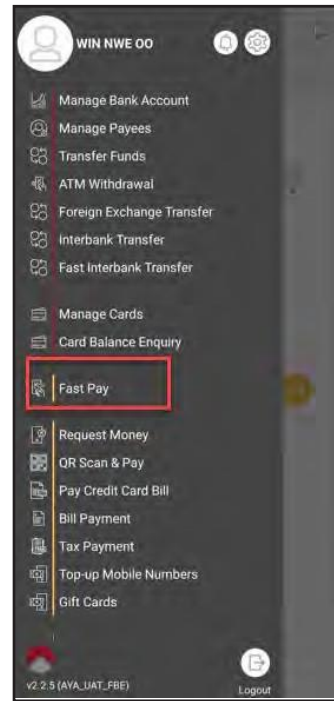 WIN NWE OO
Manage Bank Account
Manage Payees
Transfer Funds
ATM Withdrawal
Foreign Exchange Transfer
Interbank Transfer
Fast Interbank Transfer
Manage Cards
Card Balance Enquiry
Fast Pay
Request Money
QR Scan & Pay
Pay Credit Card Bill
Bill Payment
Tax Payment
Top-up Mobile Numbers
Gift Cards
v2.2.5 (AYA_UAT_FBE)
Logout